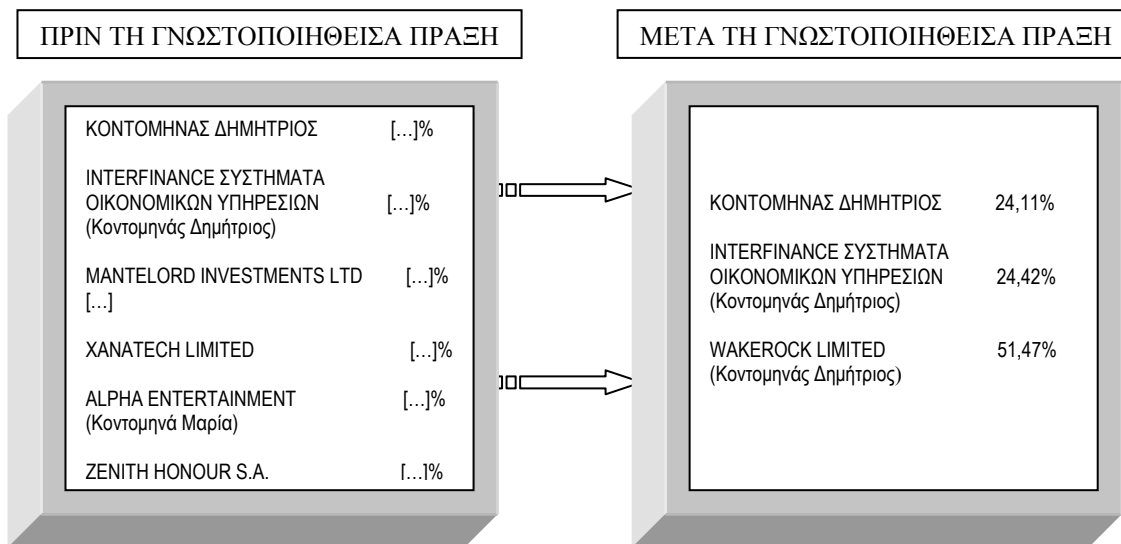 ΠΡΙΝ ΤΗ ΓΝΩΣΤΟΠΟΙΗΘΕΙΣΑ ΠΡΑΞΗ
ΚΟΝΤΟΜΗΝΑΣ ΔΗΜΗΤΡΙΟΣ […]%
INTERFINANCE ΣΥΣΤΗΜΑΤΑ
ΟΙΚΟΝΟΜΙΚΩΝ ΥΠΗΡΕΣΙΩΝ […]%
(Κοντομηνάς Δημήτριος)
MANTELORD INVESTMENTS LTD […]%
[…]
XANATECH LIMITED […]%
ALPHA ENTERTAINMENT […]%
(Κοντομηνά Μαρία)
ZENITH HONOUR S.A. […]%
ΜΕΤΑ ΤΗ ΓΝΩΣΤΟΠΟΙΗΘΕΙΣΑ ΠΡΑΞΗ
ΚΟΝΤΟΜΗΝΑΣ ΔΗΜΗΤΡΙΟΣ 24,11%
INTERFINANCE ΣΥΣΤΗΜΑΤΑ
ΟΙΚΟΝΟΜΙΚΩΝ ΥΠΗΡΕΣΙΩΝ 24,42%
(Κοντομηνάς Δημήτριος)
WAKEROCK LIMITED 51,47%
(Κοντομηνάς Δημήτριος)